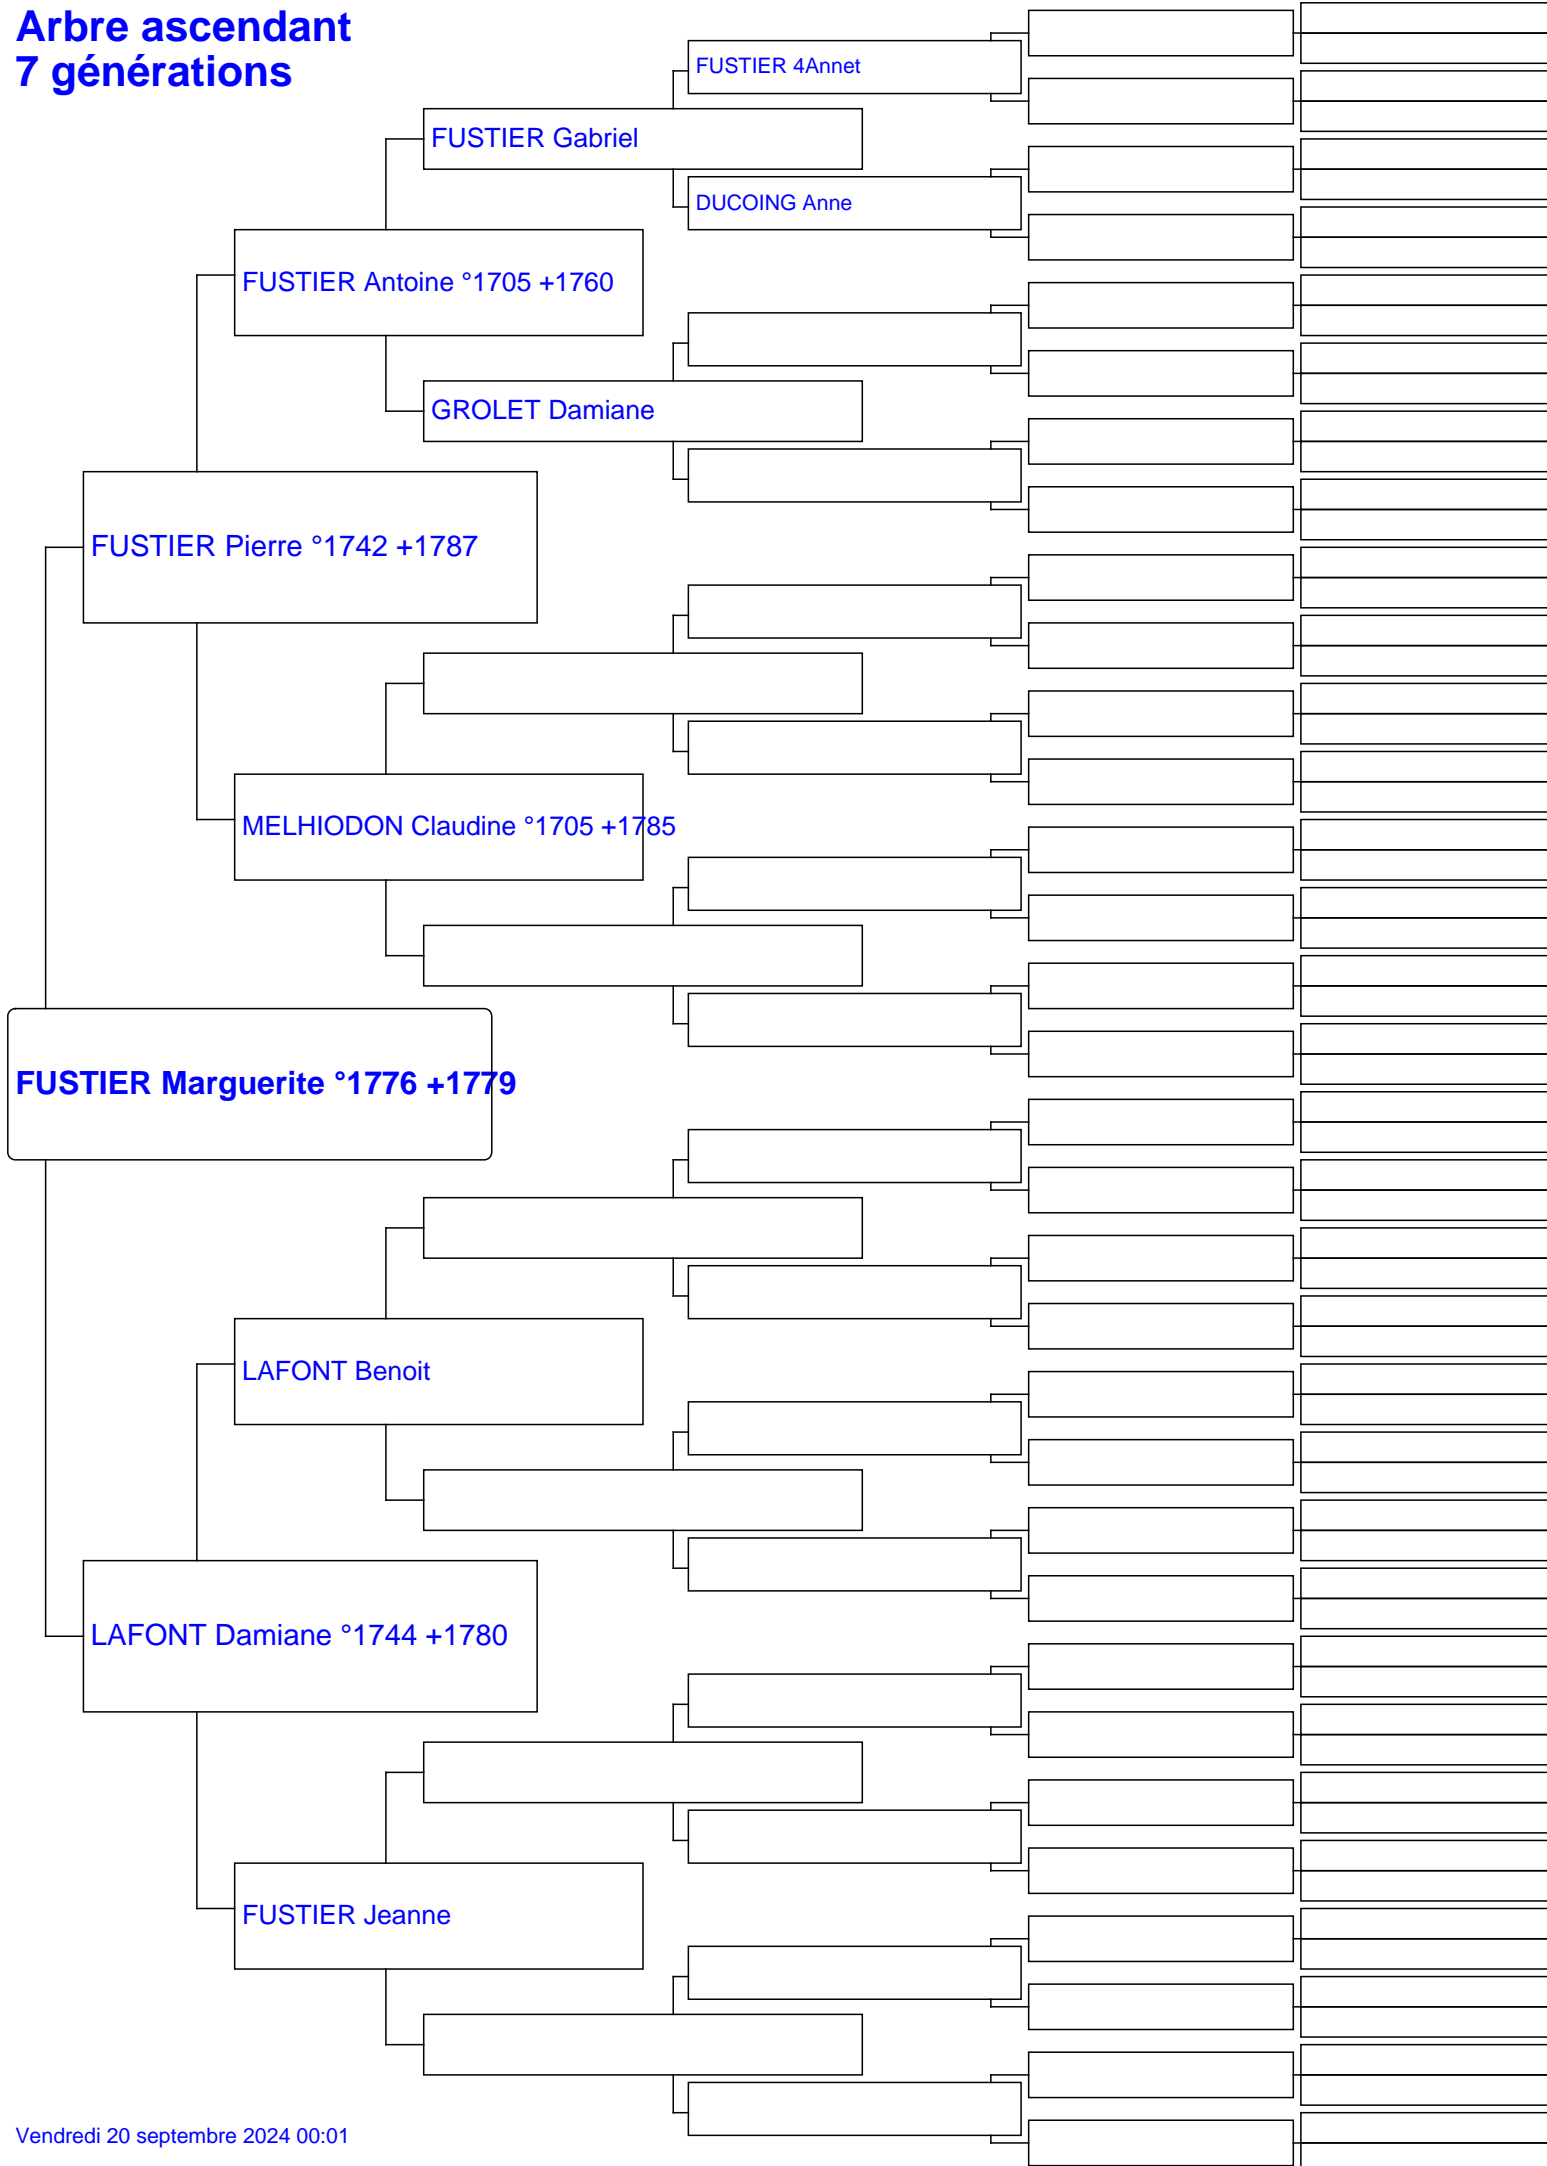 Arbre ascendant
7 générations
FUSTIER 4Annet
FUSTIER Gabriel
DUCOING Anne
FUSTIER Antoine °1705 +1760
GROLET Damiane
FUSTIER Pierre °1742 +1787
MELHIODON Claudine °1705 +1785
FUSTIER Marguerite °1776 +1779
LAFONT Benoit
LAFONT Damiane °1744 +1780
FUSTIER Jeanne
Vendredi 20 septembre 2024 00:01